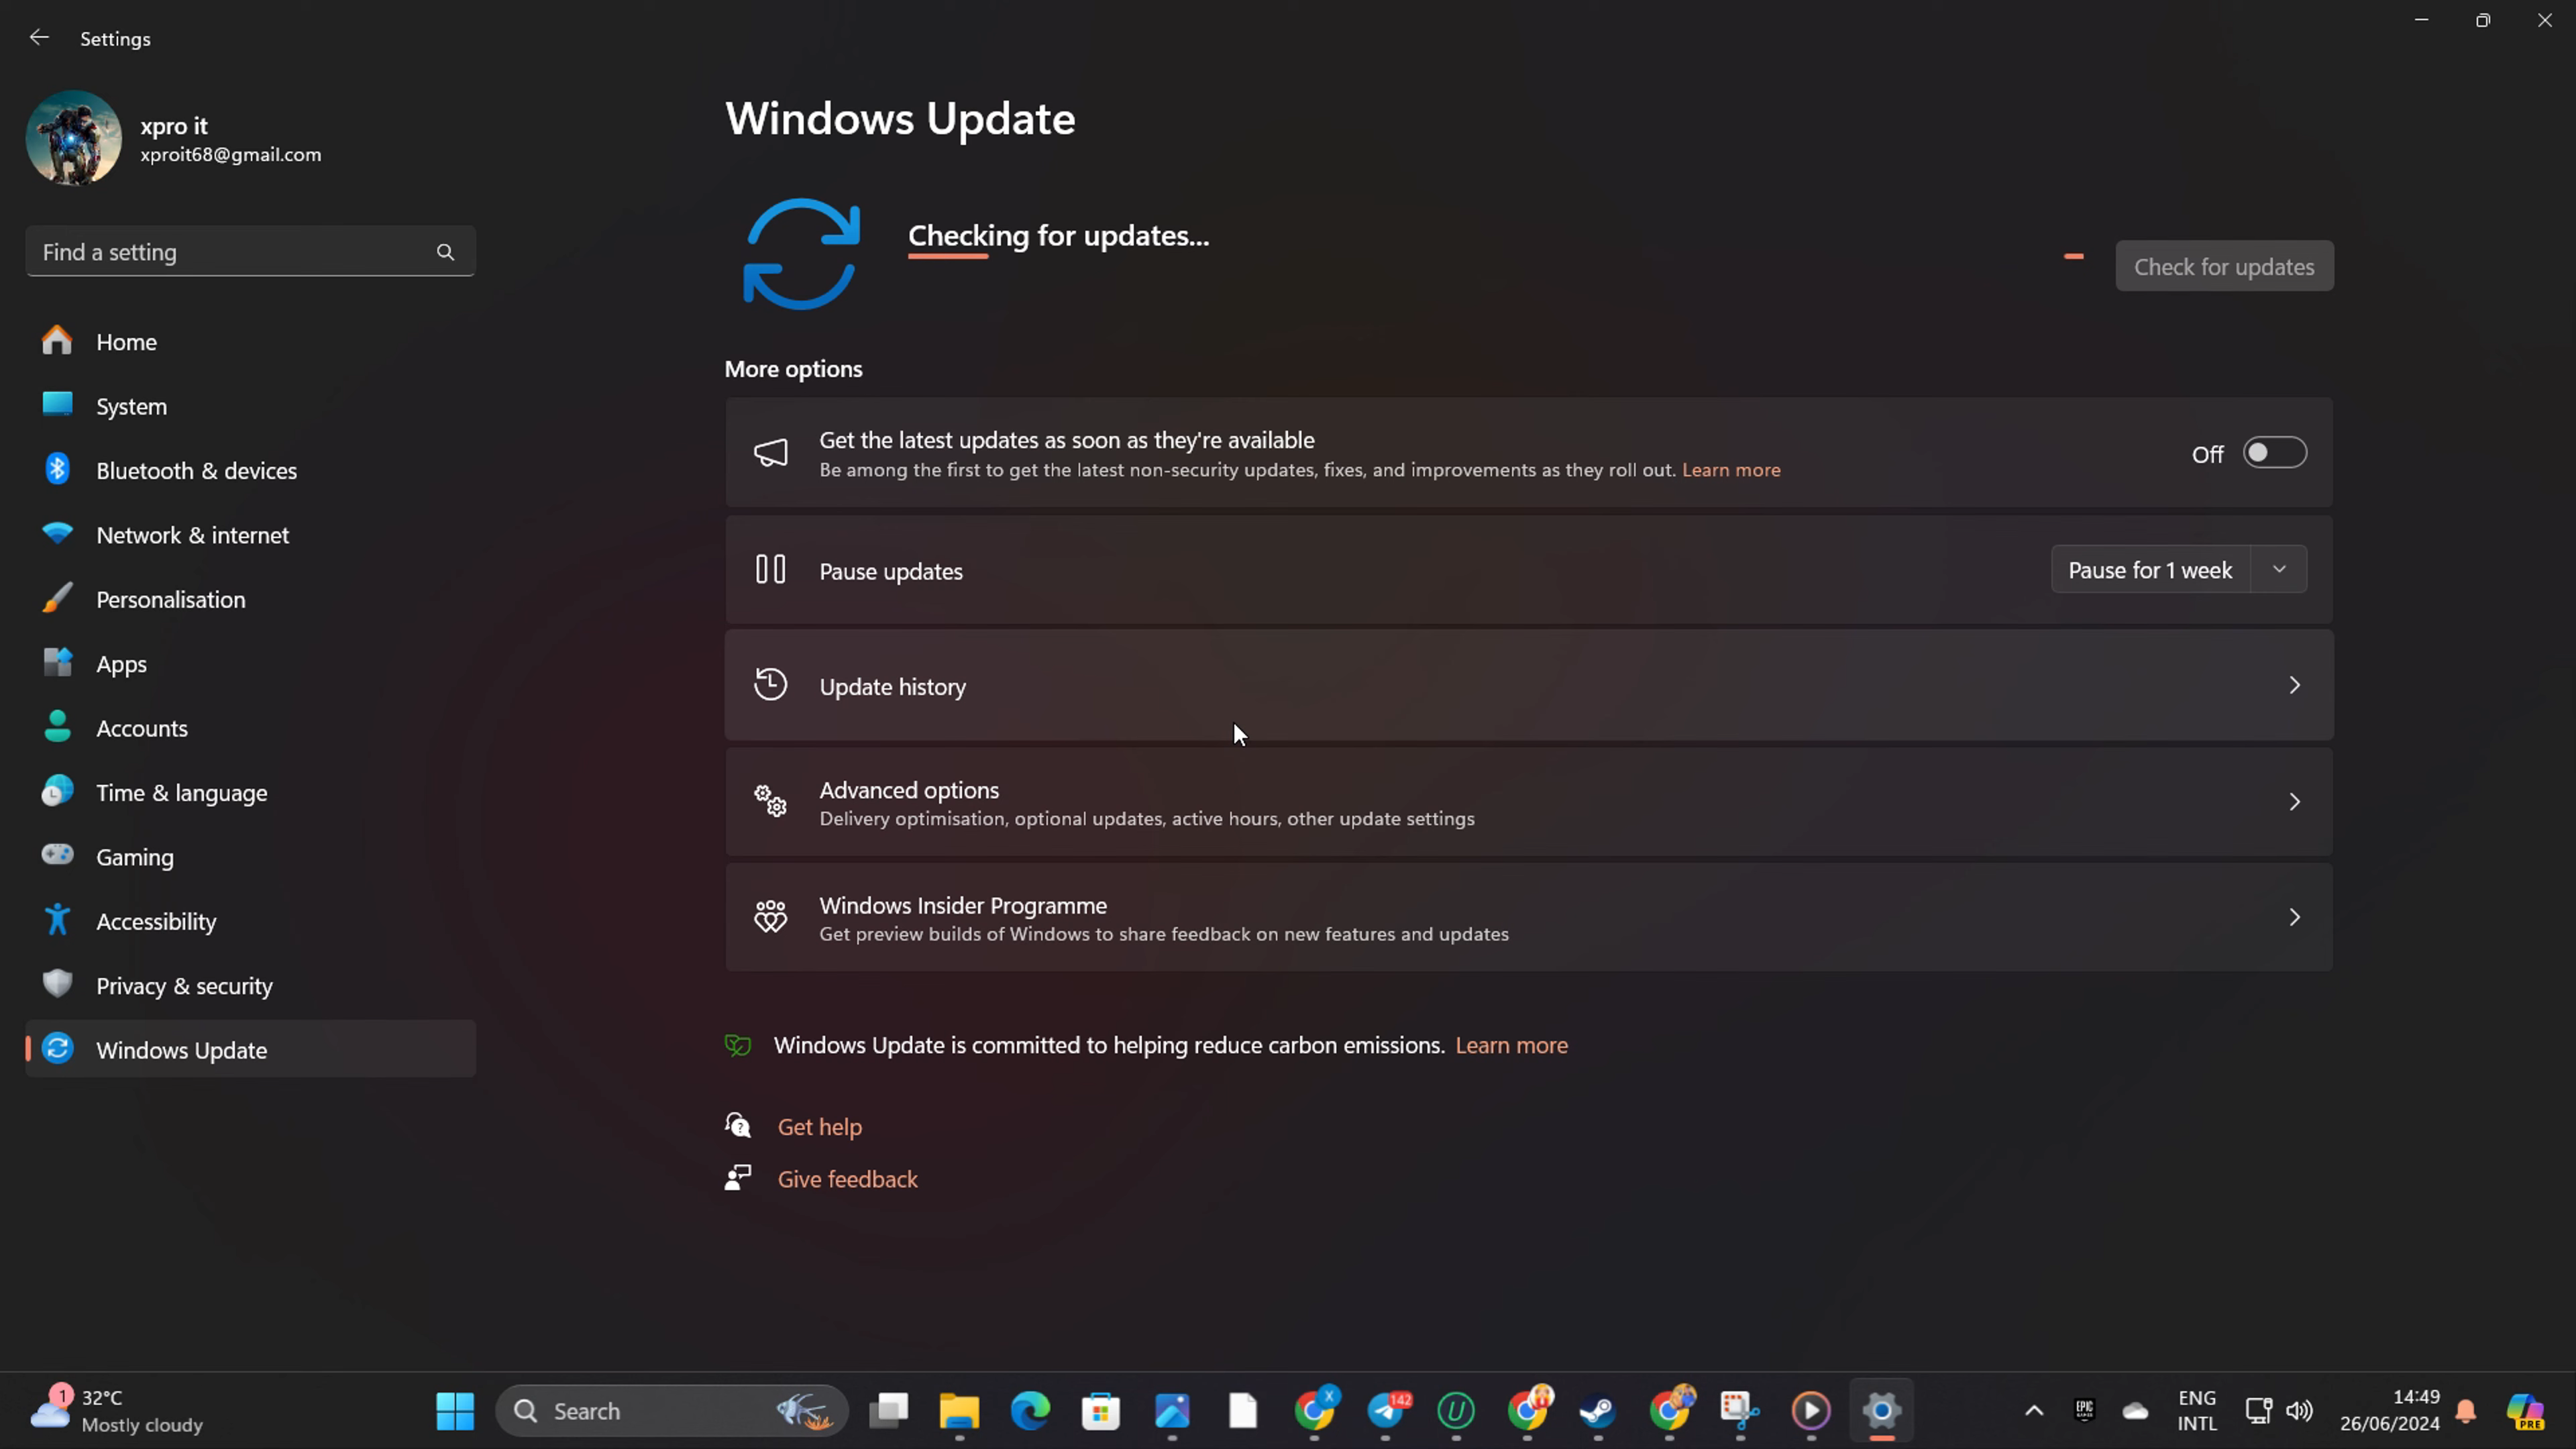 Settings
xpro it
xproit68@gmail.com
Find a setting
Home
System
Bluetooth & devices
Network & internet
Personalisation
Apps
Accounts
Time & language
Gaming
Accessibility
Privacy & security
Windows Update
Windows Update
Checking for updates...
Check for updates
More options
Get the latest updates as soon as they're available
Be among the first to get the latest non-security updates, fixes, and improvements as they roll out. Learn more
Off
Pause updates
Pause for 1 week
Update history
Advanced options
Delivery optimisation, optional updates, active hours, other update settings
Windows Insider Programme
Get preview builds of Windows to share feedback on new features and updates
Windows Update is committed to helping reduce carbon emissions. Learn more
Get help
Give feedback
1
32°C
Mostly cloudy
Search
X
142
U
EPIC
ENG
INTL
14:49
26/06/2024
PRE